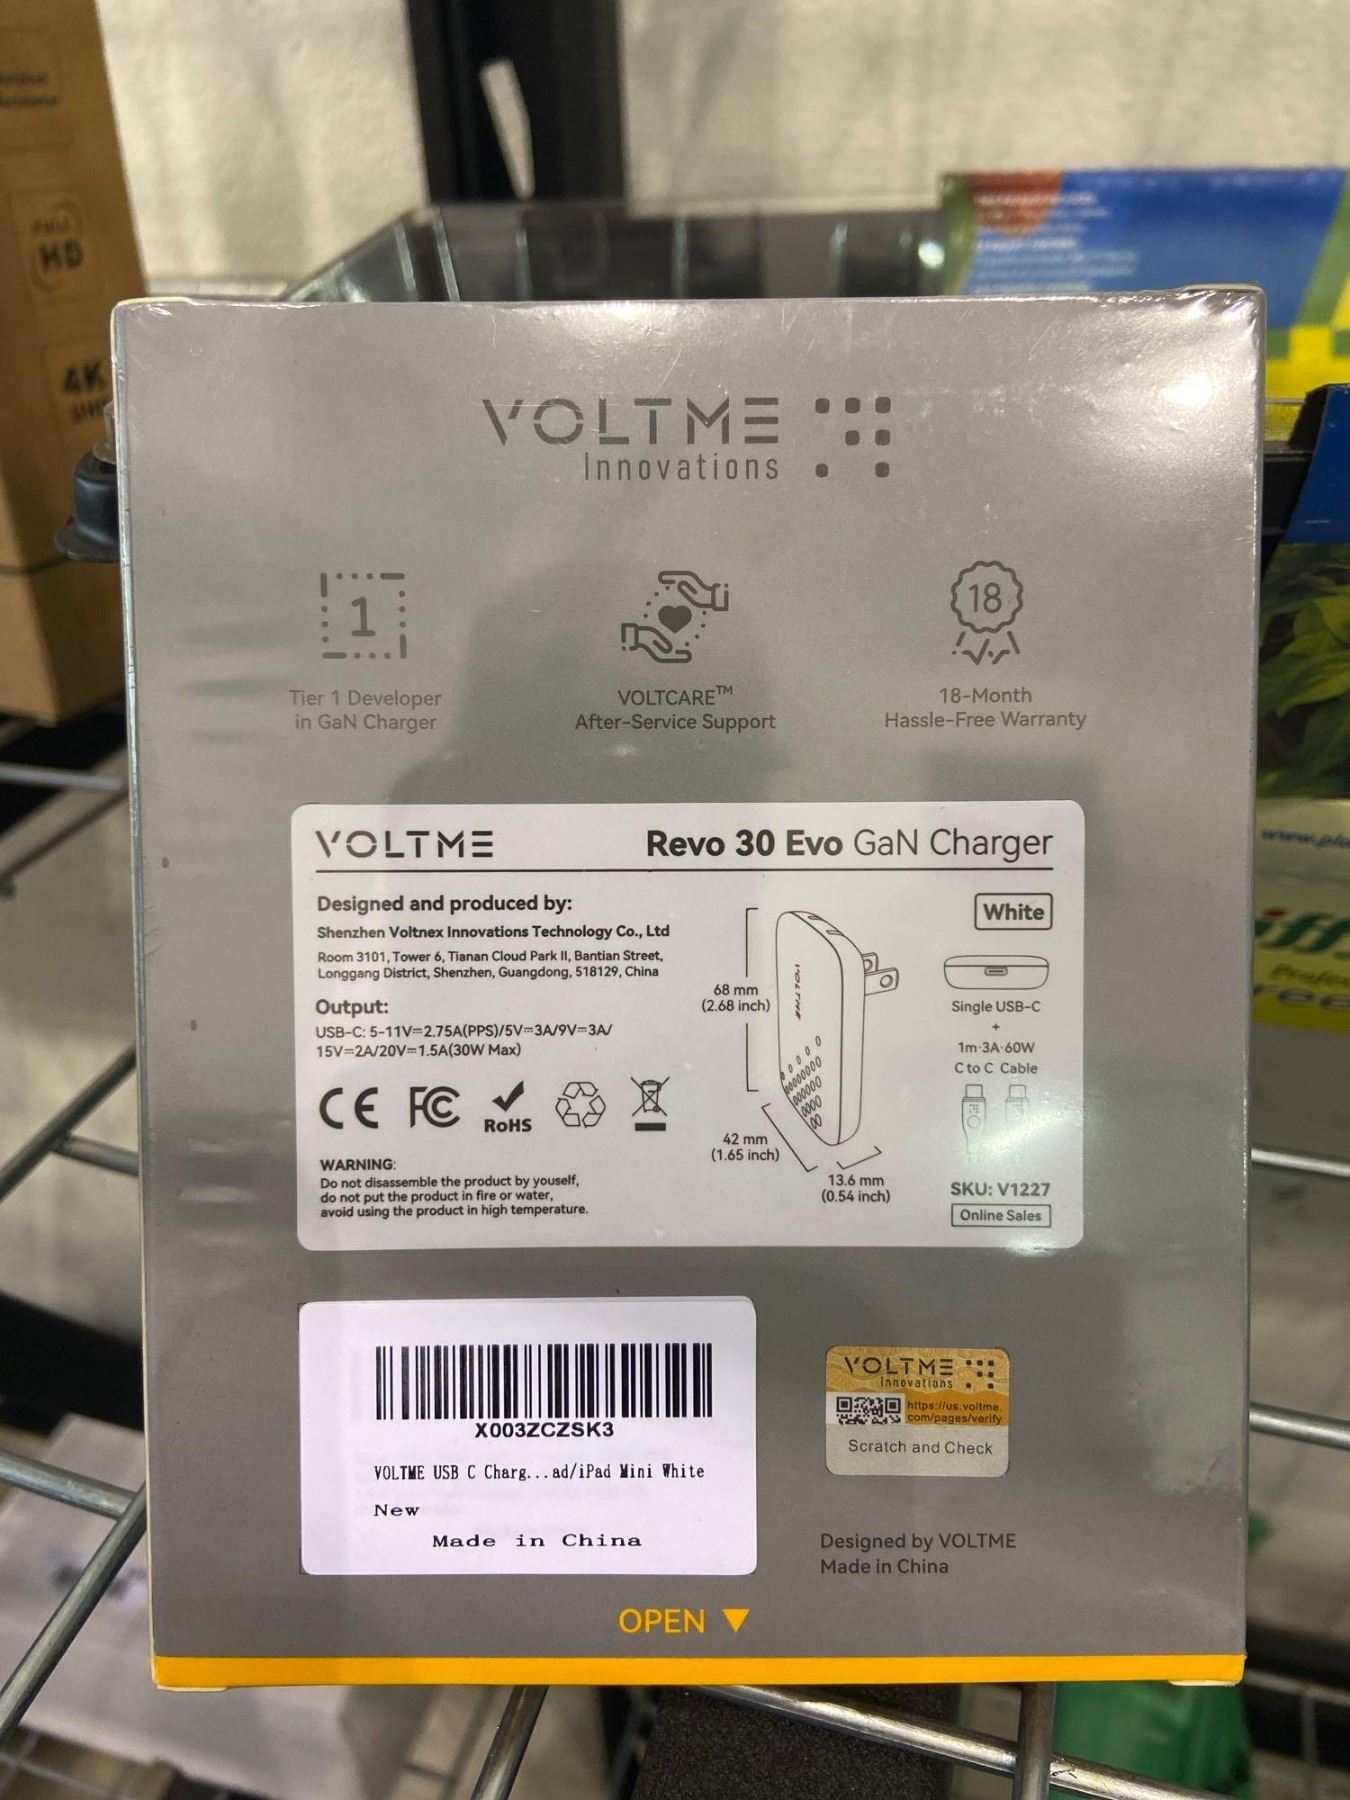 FULL
HD
4K
UHD
VOLTME
Innovations
1
18
Tier 1 Developer
in GaN Charger
VOLTCARE™
After-Service Support
18-Month
Hassle-Free Warranty
VOLTME
Revo 30 Evo GaN Charger
Designed and produced by:
Shenzhen Voltnex Innovations Technology Co., Ltd
Room 3101, Tower 6, Tianan Cloud Park II, Bantian Street,
Longgang District, Shenzhen, Guangdong, 518129, China
Output:
USB-C: 5-11V⎓2.75A(PPS)/5V⎓3A/9V⎓3A/
15V⎓2A/20V⎓1.5A(30W Max)
CE FC
RoHS
WARNING:
Do not disassemble the product by youself,
do not put the product in fire or water,
avoid using the product in high temperature.
VOLTME
68 mm
(2.68 inch)
42 mm
(1.65 inch)
13.6 mm
(0.54 inch)
White
Single USB-C
+
1m·3A·60W
C to C Cable
SKU: V1227
Online Sales
X003ZCZSK3
VOLTME USB C Charg...ad/iPad Mini White
New
Made in China
VOLTME
Innovations
https://us.voltme.
com/pages/verify
Scratch and Check
Designed by VOLTME
Made in China
OPEN